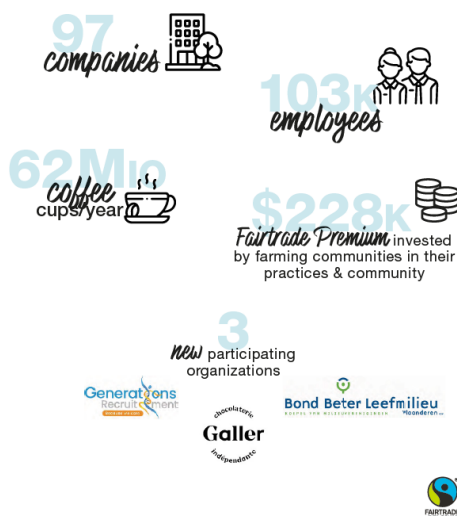 97
companies
103K
employees
62Mio
coffee
cups/year
$228K
Fairtrade Premium invested
by farming communities in their
practices & community
3
new participating
organizations
Generations
Recruitement
chocolaterie
Galler
indépendante
Bond Beter Leefmilieu
Vlaanderen
FAIRTRADE